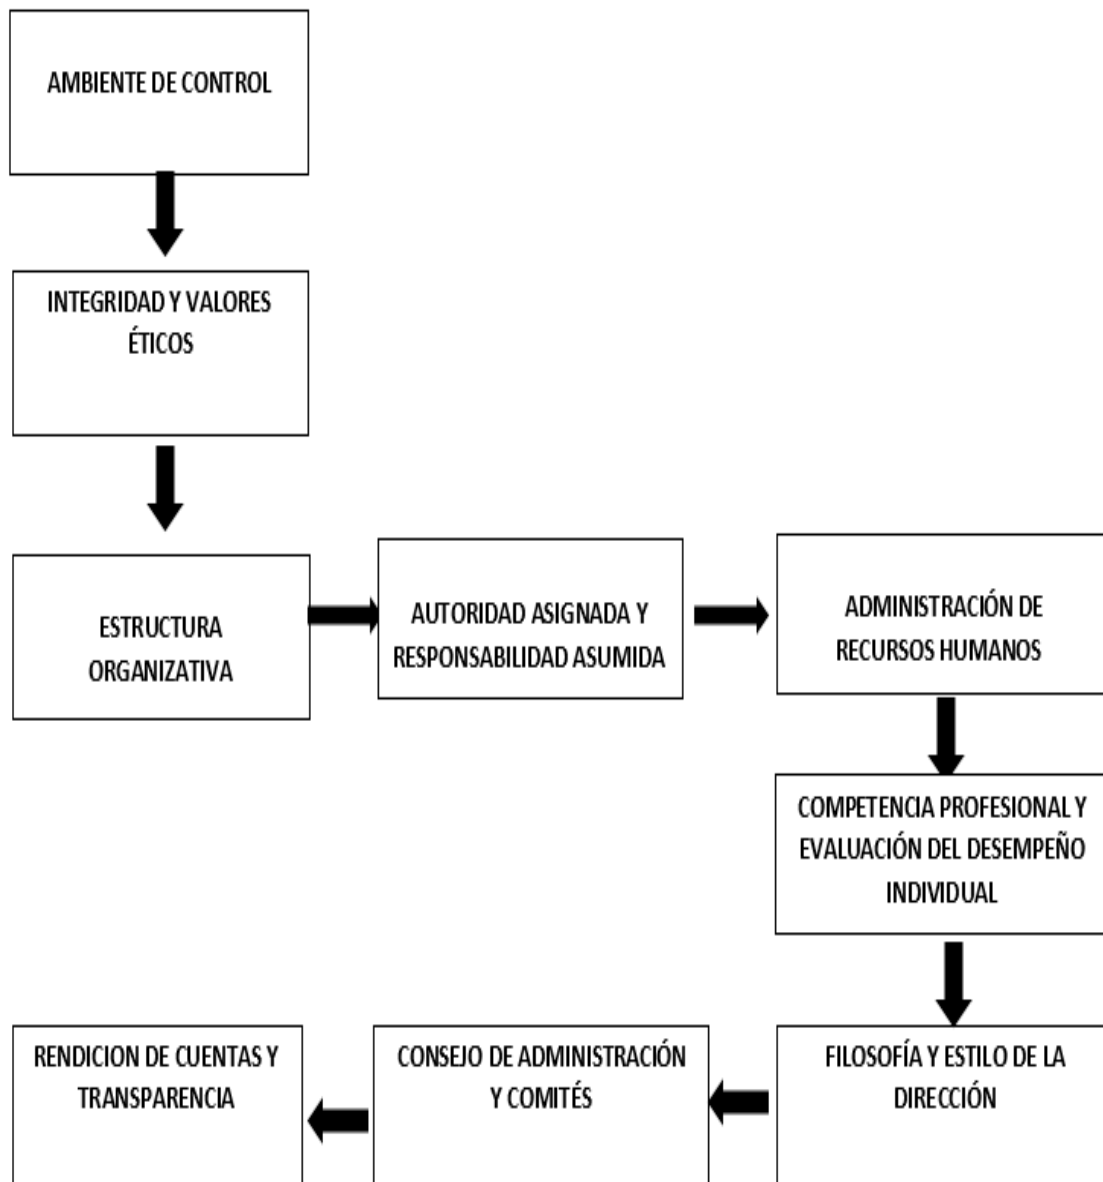 AMBIENTE DE CONTROL
INTEGRIDAD Y VALORES
ÉTICOS
ESTRUCTURA
ORGANIZATIVA
AUTORIDAD ASIGNADA Y
RESPONSABILIDAD ASUMIDA
ADMINISTRACIÓN DE
RECURSOS HUMANOS
COMPETENCIA PROFESIONAL Y
EVALUACIÓN DEL DESEMPEÑO
INDIVIDUAL
FILOSOFÍA Y ESTILO DE LA
DIRECCIÓN
CONSEJO DE ADMINISTRACIÓN
Y COMITÉS
RENDICION DE CUENTAS Y
TRANSPARENCIA